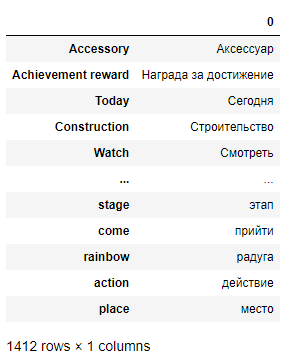 0
Accessory Аксессуар
Achievement reward Награда за достижение
Today Сегодня
Construction Строительство
Watch Смотреть
... ...
stage этап
come прийти
rainbow радуга
action действие
place место
1412 rows × 1 columns